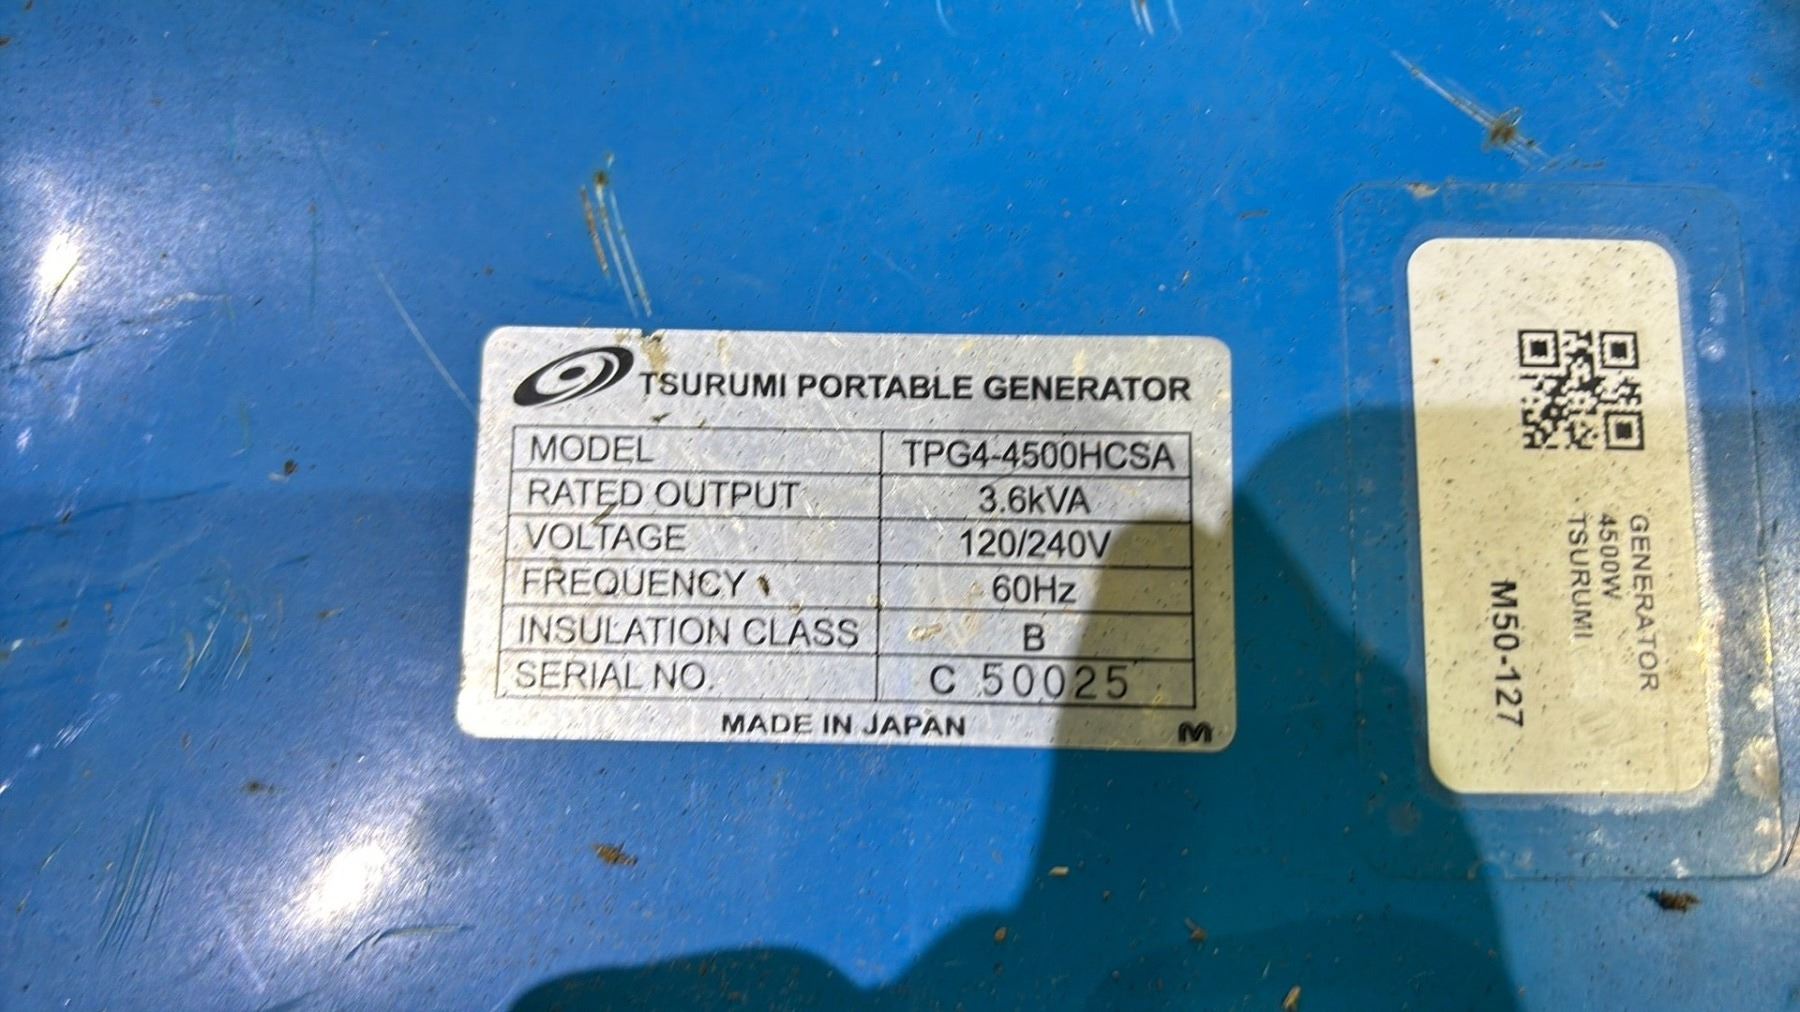 TSURUMI PORTABLE GENERATOR
MODEL TPG4-4500HCSA
RATED OUTPUT 3.6kVA
VOLTAGE 120/240V
FREQUENCY 60Hz
INSULATION CLASS B
SERIAL NO. C 50025
MADE IN JAPAN
M
GENERATOR
4500W
TSURUMI
M50-127